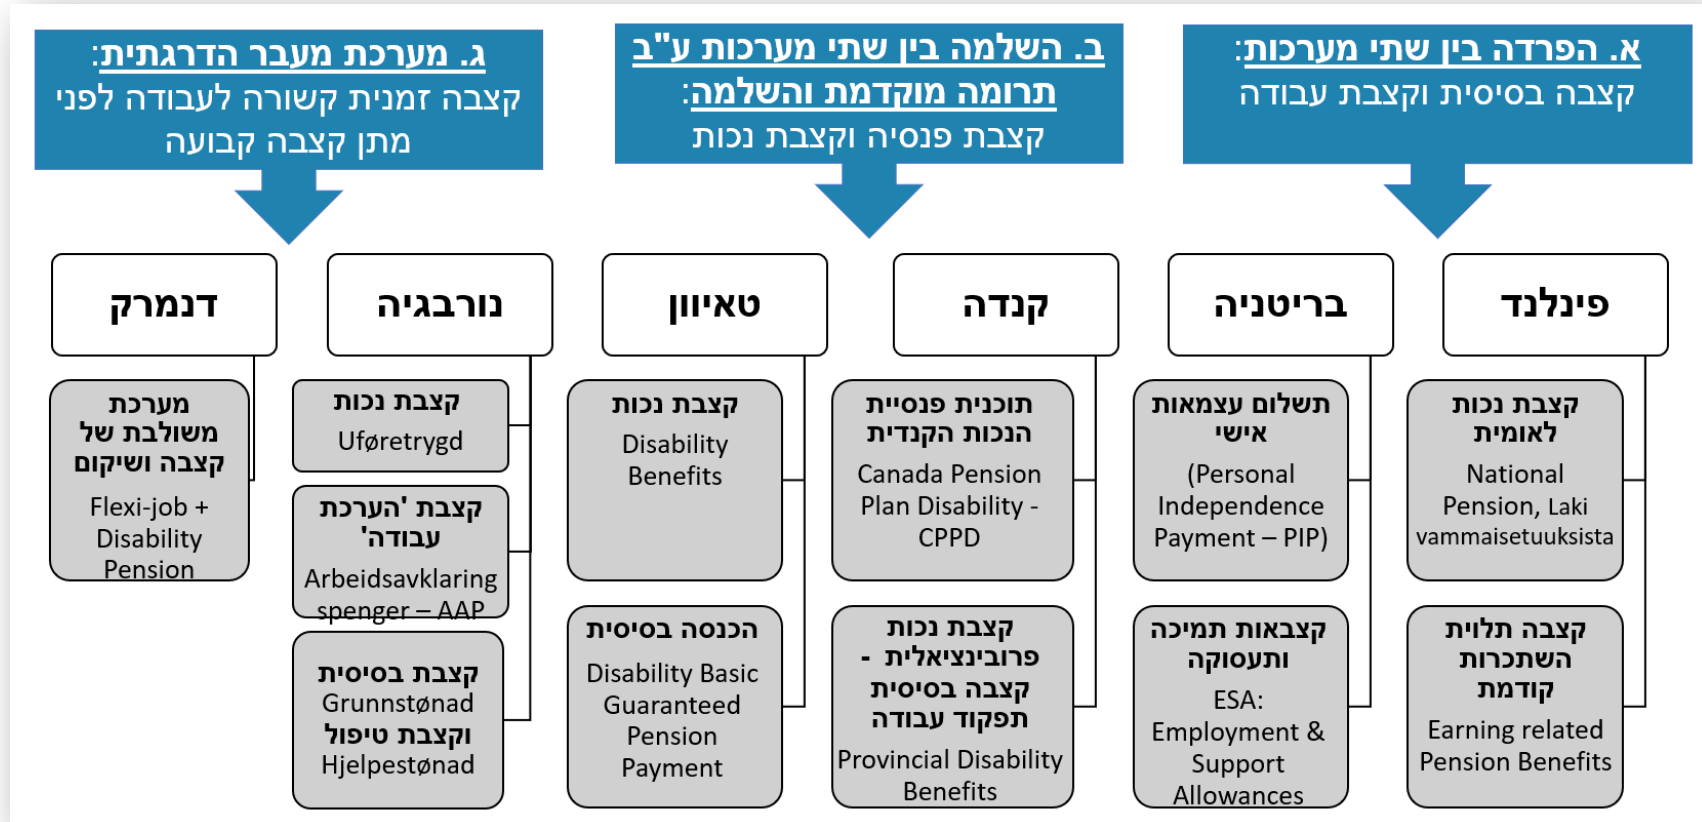 א. הפרדה בין שתי מערכות:
קצבה בסיסית וקצבת עבודה
ב. השלמה בין שתי מערכות ע"ב
תרומה מוקדמת והשלמה:
קצבת פנסיה וקצבת נכות
ג. מערכת מעבר הדרגתית:
קצבה זמנית קשורה לעבודה לפני
מתן קצבה קבועה
פינלנד
קצבת נכות
לאומית
National
Pension, Laki
vammaisetuuksista
קצבה תלוית
השתכרות
קודמת
Earning related
Pension Benefits
בריטניה
תשלום עצמאות
אישי
(Personal
Independence
Payment – PIP)
קצבאות תמיכה
ותעסוקה
ESA:
Employment &
Support
Allowances
קנדה
תוכנית פנסיית
הנכות הקנדית
Canada Pension
Plan Disability -
CPPD
קצבת נכות
פרובינציאלית -
קצבה בסיסית
תפקוד עבודה
Provincial Disability
Benefits
טאיוון
קצבת נכות
Disability
Benefits
הכנסה בסיסית
Disability Basic
Guaranteed
Pension
Payment
נורבגיה
קצבת נכות
Uføretrygd
קצבת 'הערכת
עבודה'
Arbeidsavklaring
spenger – AAP
קצבת בסיסית
Grunnstønad
וקצבת טיפול
Hjelpestønad
דנמרק
מערכת
משולבת של
קצבה ושיקום
Flexi-job +
Disability
Pension